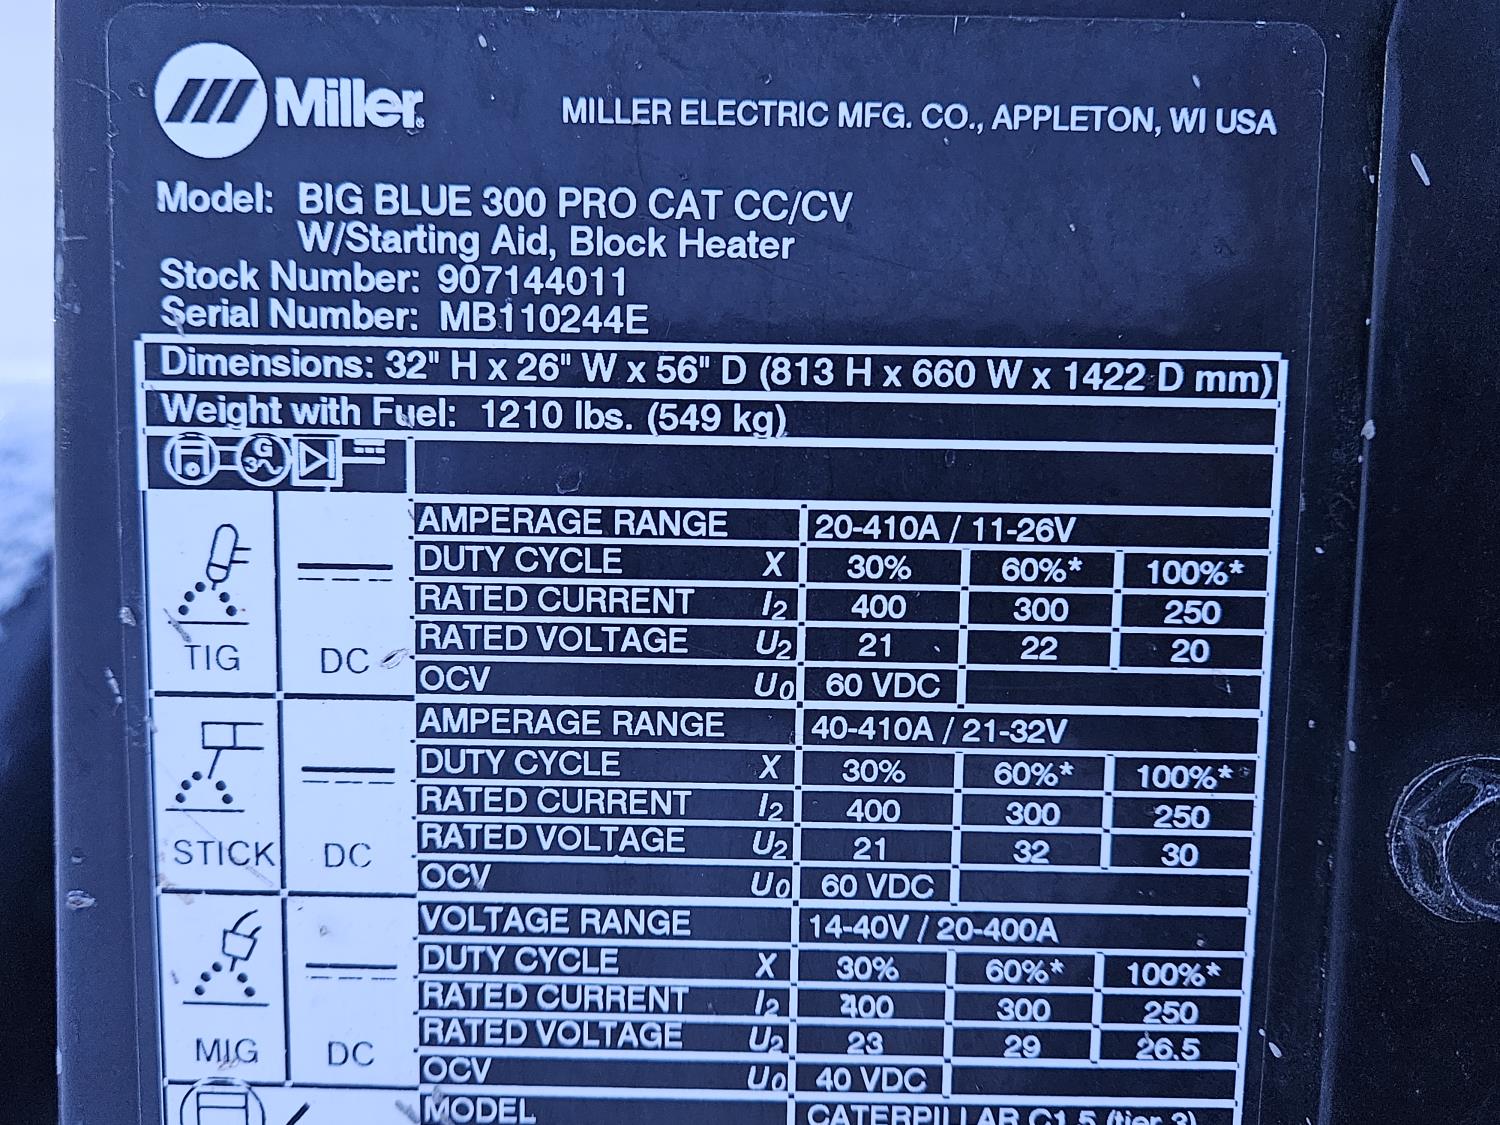 Miller®
MILLER ELECTRIC MFG. CO., APPLETON, WI USA
Model: BIG BLUE 300 PRO CAT CC/CV
W/Starting Aid, Block Heater
Stock Number: 907144011
Serial Number: MB110244E
Dimensions: 32" H x 26" W x 56" D (813 H x 660 W x 1422 D mm)
Weight with Fuel: 1210 lbs. (549 kg)
G
3~
AMPERAGE RANGE 20-410A / 11-26V
DUTY CYCLE X 30% 60%* 100%*
RATED CURRENT I2 400 300 250
RATED VOLTAGE U2 21 22 20
OCV U0 60 VDC
TIG DC
AMPERAGE RANGE 40-410A / 21-32V
DUTY CYCLE X 30% 60%* 100%*
RATED CURRENT I2 400 300 250
RATED VOLTAGE U2 21 32 30
OCV U0 60 VDC
STICK DC
VOLTAGE RANGE 14-40V / 20-400A
DUTY CYCLE X 30% 60%* 100%*
RATED CURRENT I2 400 300 250
RATED VOLTAGE U2 23 29 26.5
OCV U0 40 VDC
MIG DC
MODEL CATERPILLAR C1.5 (tier 3)